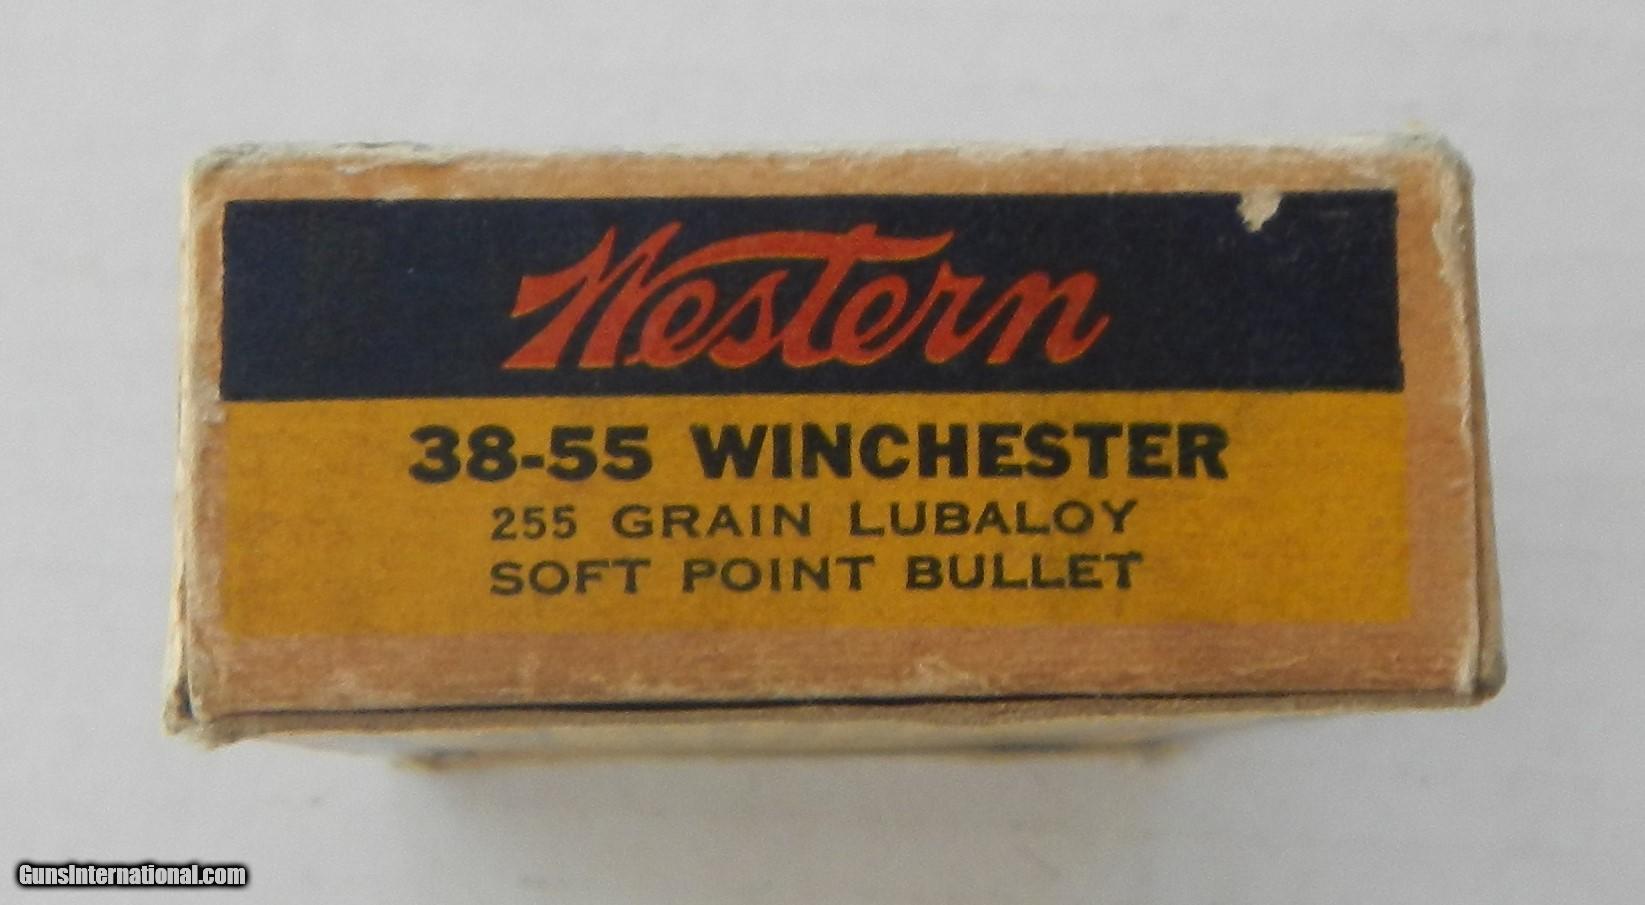 Western
38-55 WINCHESTER
255 GRAIN LUBALOY
SOFT POINT BULLET
GunsInternational.com